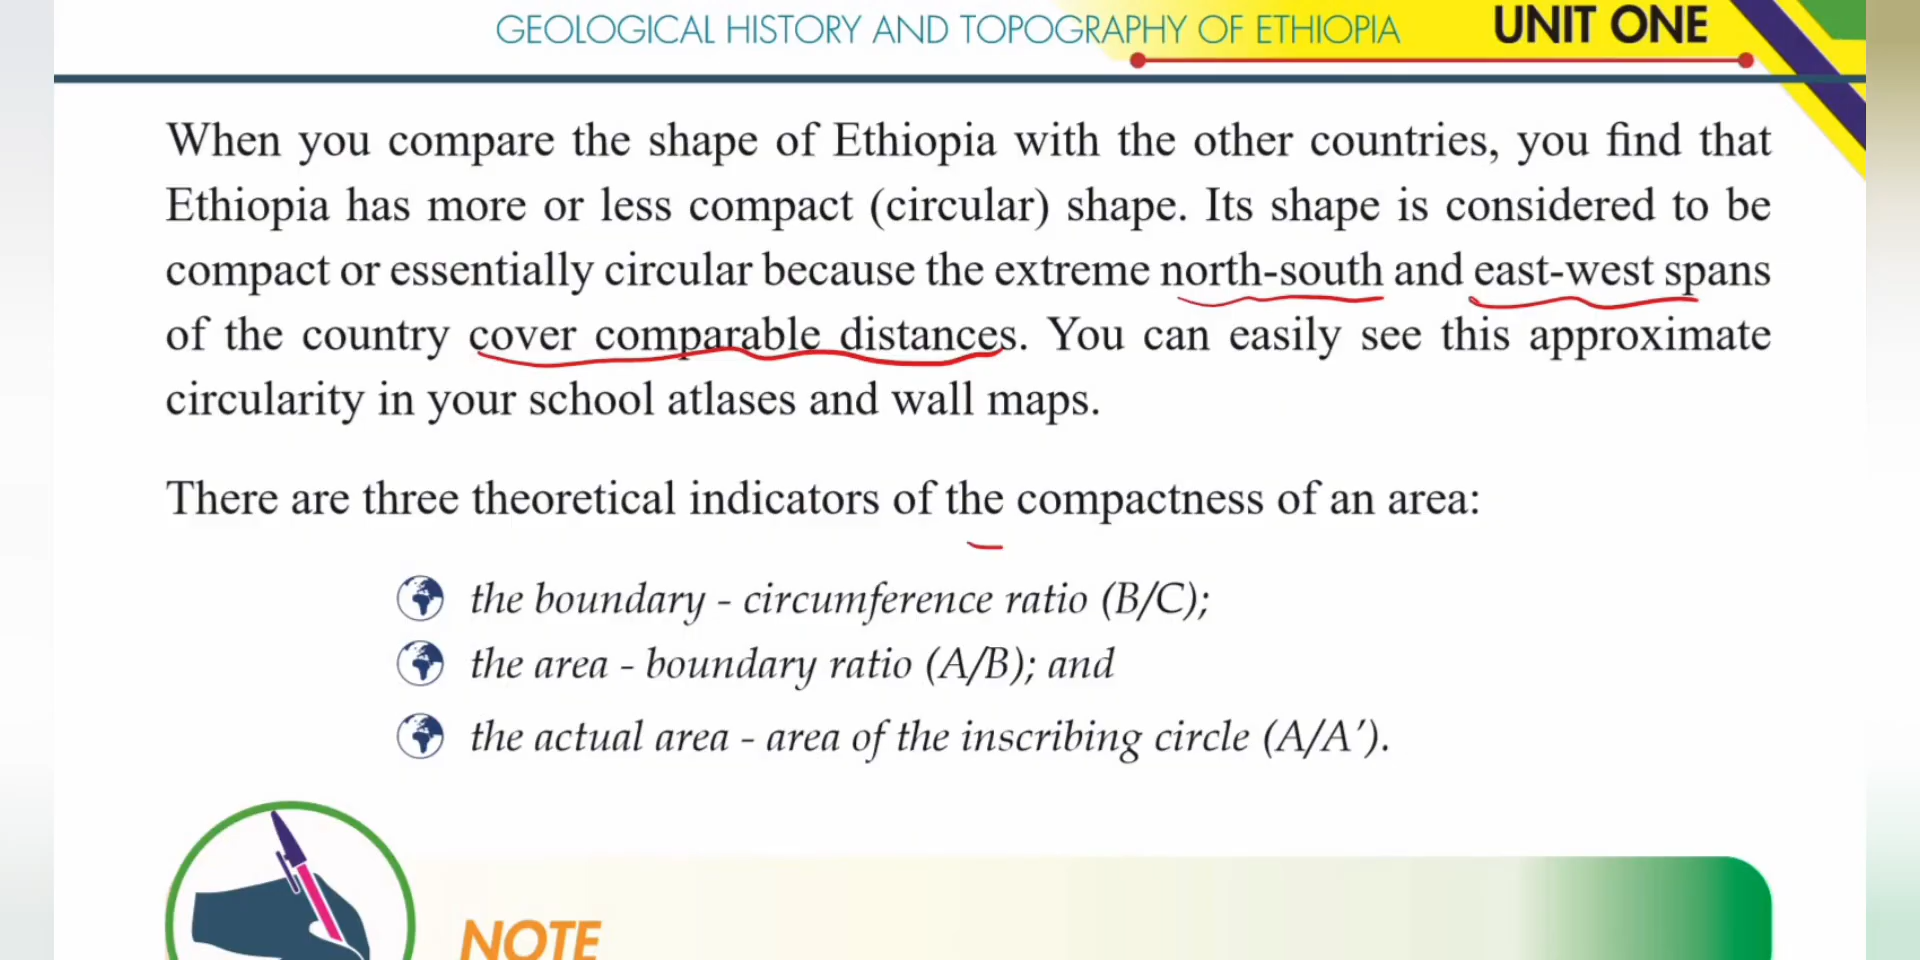 GEOLOGICAL HISTORY AND TOPOGRAPHY OF ETHIOPIA UNIT ONE
When you compare the shape of Ethiopia with the other countries, you find that
Ethiopia has more or less compact (circular) shape. Its shape is considered to be
compact or essentially circular because the extreme north-south and east-west spans
of the country cover comparable distances. You can easily see this approximate
circularity in your school atlases and wall maps.
There are three theoretical indicators of the compactness of an area:
the boundary - circumference ratio (B/C);
the area - boundary ratio (A/B); and
the actual area - area of the inscribing circle (A/A′).
NOTE